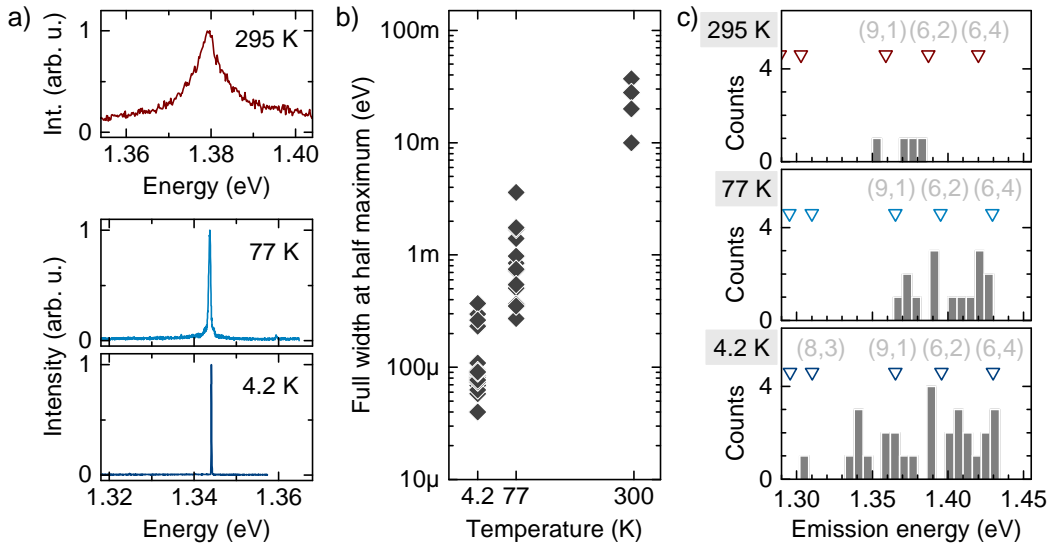 a)
Int. (arb. u.)
1
0
295 K
1.36 1.38 1.40
Energy (eV)
Intensity (arb. u.)
1
0
77 K
1
0
4.2 K
1.32 1.34 1.36
Energy (eV)
b)
Full width at half maximum (eV)
100m
10m
1m
100µ
10µ
4.2 77 300
Temperature (K)
c)
295 K
(9,1) (6,2) (6,4)
Counts
4
0
77 K
(9,1) (6,2) (6,4)
Counts
4
0
4.2 K
(8,3) (9,1) (6,2) (6,4)
Counts
4
0
1.30 1.35 1.40 1.45
Emission energy (eV)